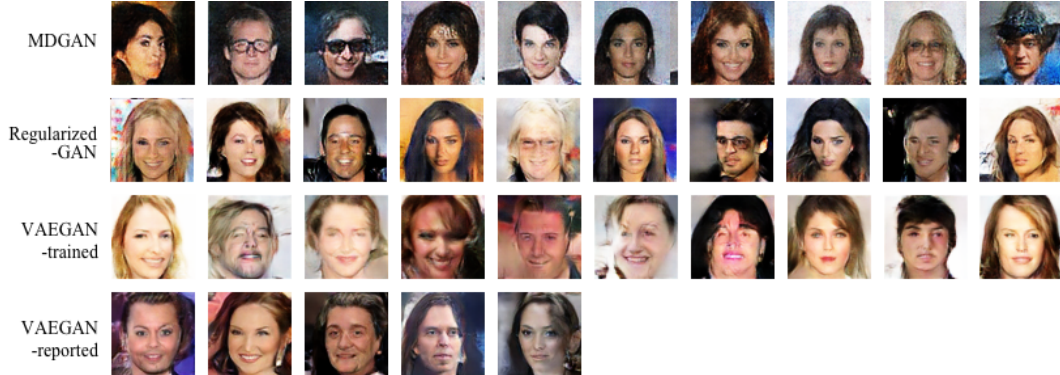 MDGAN
Regularized
-GAN
VAEGAN
-trained
VAEGAN
-reported